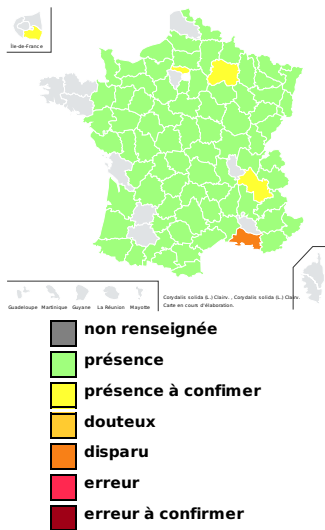 Île-de-France
Guadeloupe Martinique Guyane La Réunion Mayotte
Corydalis solida (L.) Clairv. , Corydalis solida (L.) Clairv.
Carte en cours d'élaboration.
non renseignée
présence
présence à confimer
douteux
disparu
erreur
erreur à confirmer